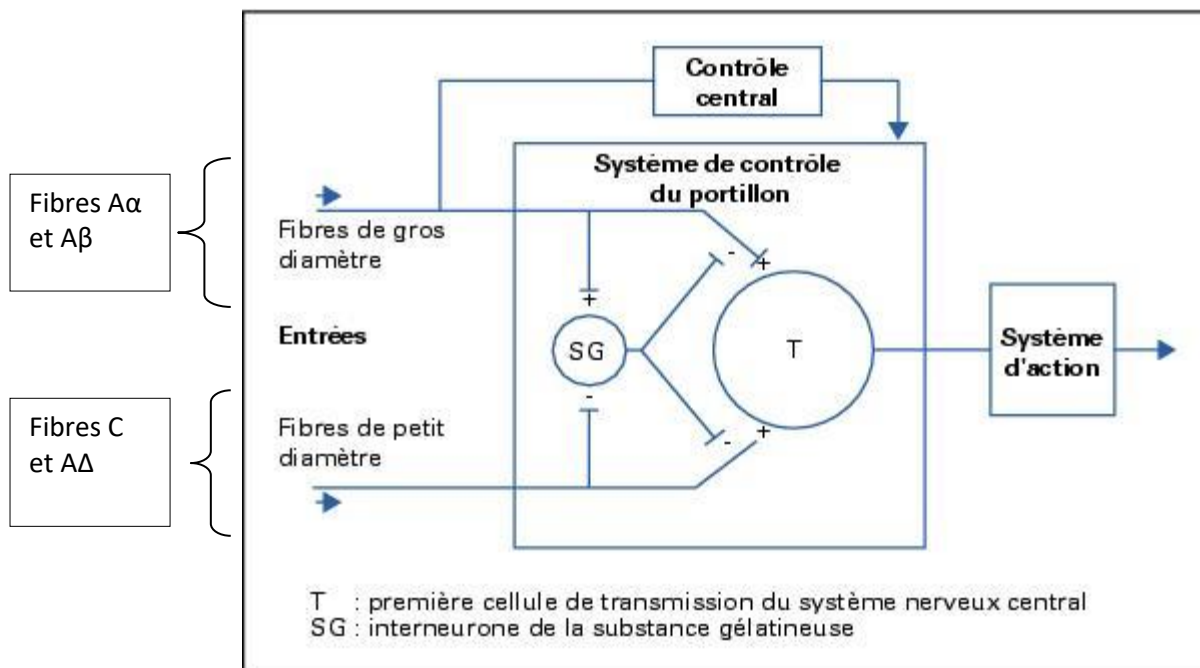 Contrôle
central
Système de contrôle
du portillon
Fibres Aα
et Aβ
Fibres de gros
diamètre
-
+
+
Entrées
SG
T
Système
d'action
-
Fibres C
et AΔ
Fibres de petit
diamètre
-
+
T : première cellule de transmission du système nerveux central
SG : interneurone de la substance gélatineuse